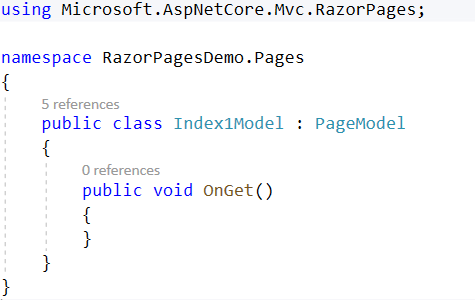 using Microsoft.AspNetCore.Mvc.RazorPages;
namespace RazorPagesDemo.Pages
{
5 references
public class Index1Model : PageModel
{
0 references
public void OnGet()
{
}
}
}